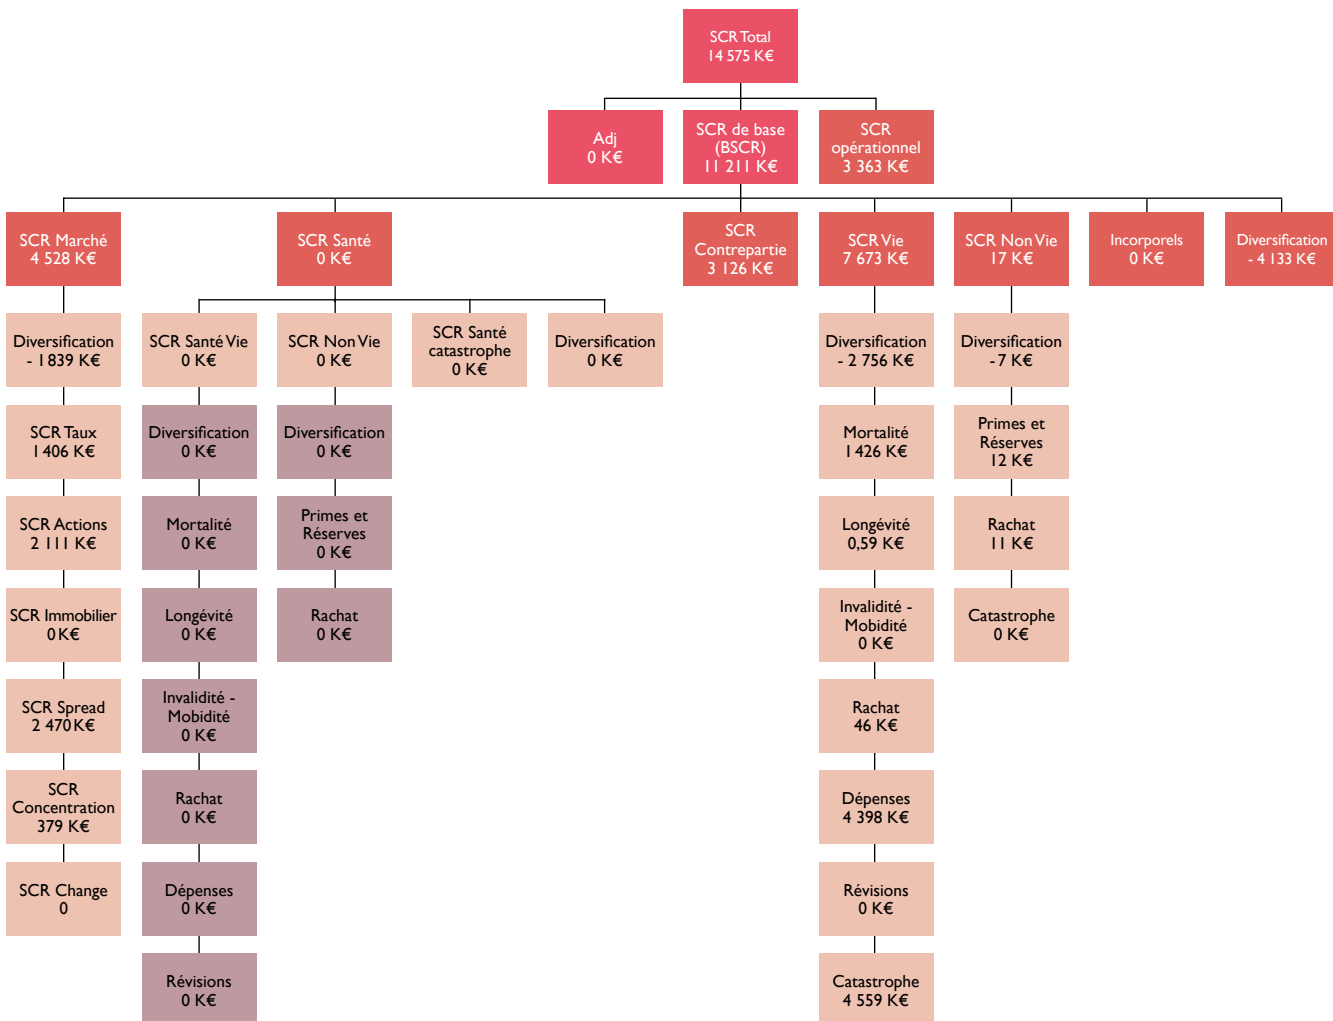 SCR Total
14 575 K€
Adj
0 K€
SCR de base
(BSCR)
11 211 K€
SCR
opérationnel
3 363 K€
SCR Marché
4 528 K€
SCR Santé
0 K€
SCR
Contrepartie
3 126 K€
SCR Vie
7 673 K€
SCR Non Vie
17 K€
Incorporels
0 K€
Diversification
- 4 133 K€
Diversification
- 1 839 K€
SCR Taux
1 406 K€
SCR Actions
2 111 K€
SCR Immobilier
0 K€
SCR Spread
2 470 K€
SCR
Concentration
379 K€
SCR Change
0
SCR Santé Vie
0 K€
Diversification
0 K€
Mortalité
0 K€
Longévité
0 K€
Invalidité -
Mobidité
0 K€
Rachat
0 K€
Dépenses
0 K€
Révisions
0 K€
SCR Non Vie
0 K€
Diversification
0 K€
Primes et
Réserves
0 K€
Rachat
0 K€
SCR Santé
catastrophe
0 K€
Diversification
0 K€
Diversification
- 2 756 K€
Mortalité
1 426 K€
Longévité
0,59 K€
Invalidité -
Mobidité
0 K€
Rachat
46 K€
Dépenses
4 398 K€
Révisions
0 K€
Catastrophe
4 559 K€
Diversification
- 7 K€
Primes et
Réserves
12 K€
Rachat
11 K€
Catastrophe
0 K€